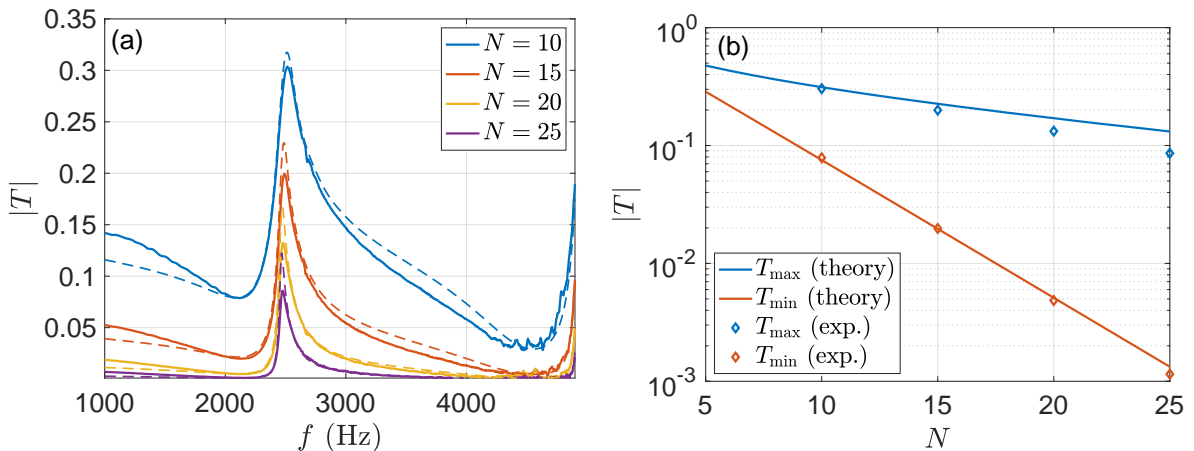 (a)
0.35
0.3
0.25
0.2
0.15
0.1
0.05
|T|
1000
2000
3000
4000
f (Hz)
N = 10
N = 15
N = 20
N = 25
(b)
10^0
10^-1
10^-2
10^-3
|T|
5
10
15
20
25
N
T_max (theory)
T_min (theory)
T_max (exp.)
T_min (exp.)